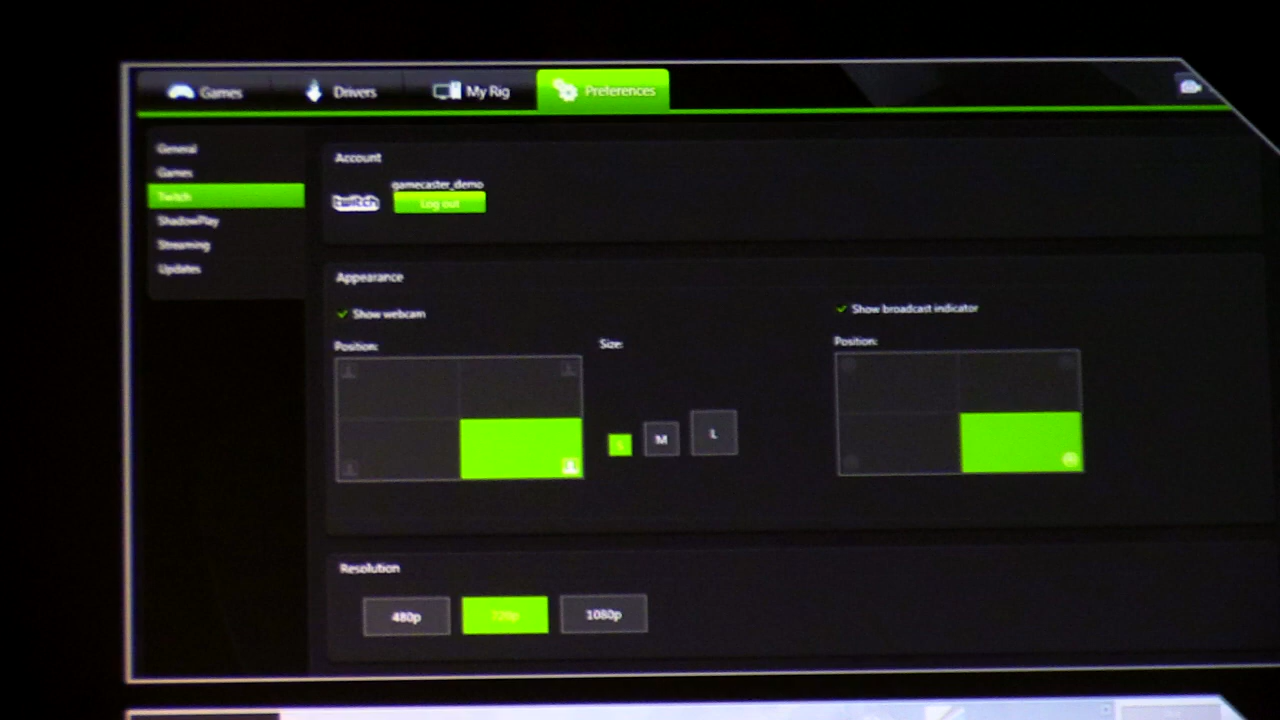 Games Drivers My Rig Preferences
General
Games
Twitch
ShadowPlay
Streaming
Updates
Account
twitch
gamecaster_demo
Log out
Appearance
Show webcam
Position:
Size:
S M L
Show broadcast indicator
Position:
Resolution
480p 720p 1080p